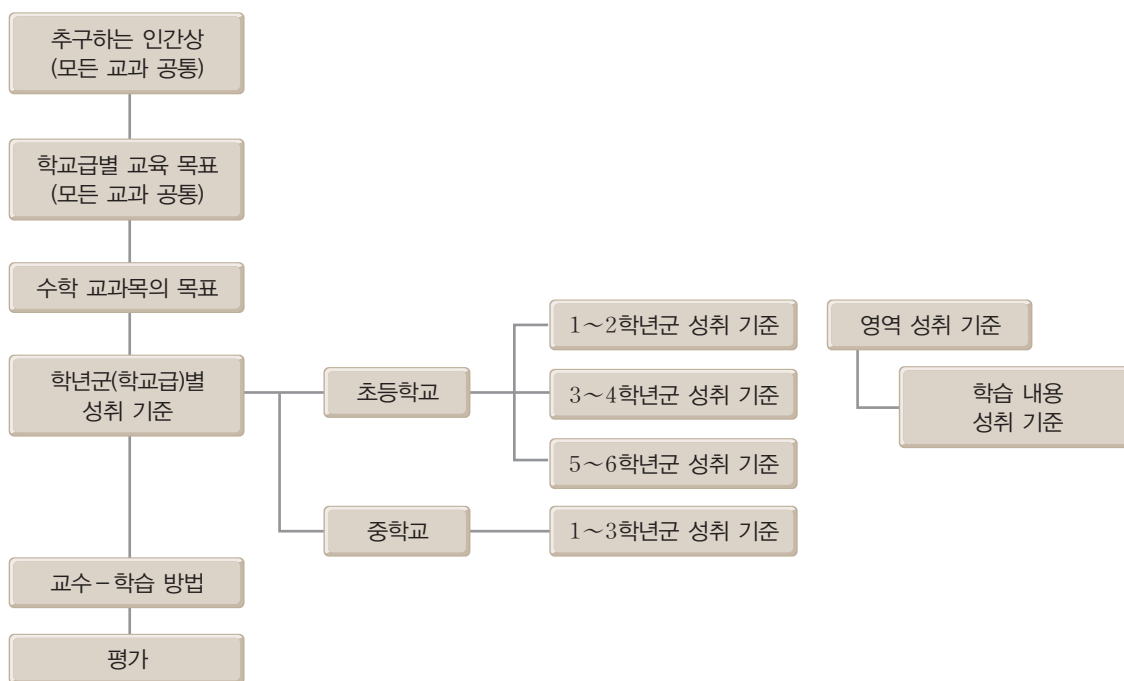 추구하는 인간상
(모든 교과 공통)
학교급별 교육 목표
(모든 교과 공통)
수학 교과목의 목표
학년군(학교급)별
성취 기준
초등학교
1～2학년군 성취 기준
3～4학년군 성취 기준
5～6학년군 성취 기준
영역 성취 기준
학습 내용
성취 기준
중학교
1～3학년군 성취 기준
교수－학습 방법
평가